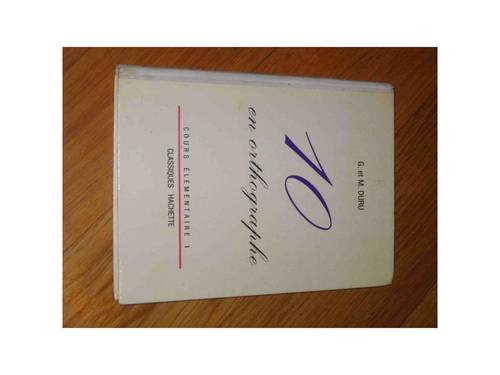 G. et M. DURU
10
en orthographe
COURS ÉLÉMENTAIRE 1
CLASSIQUES HACHETTE